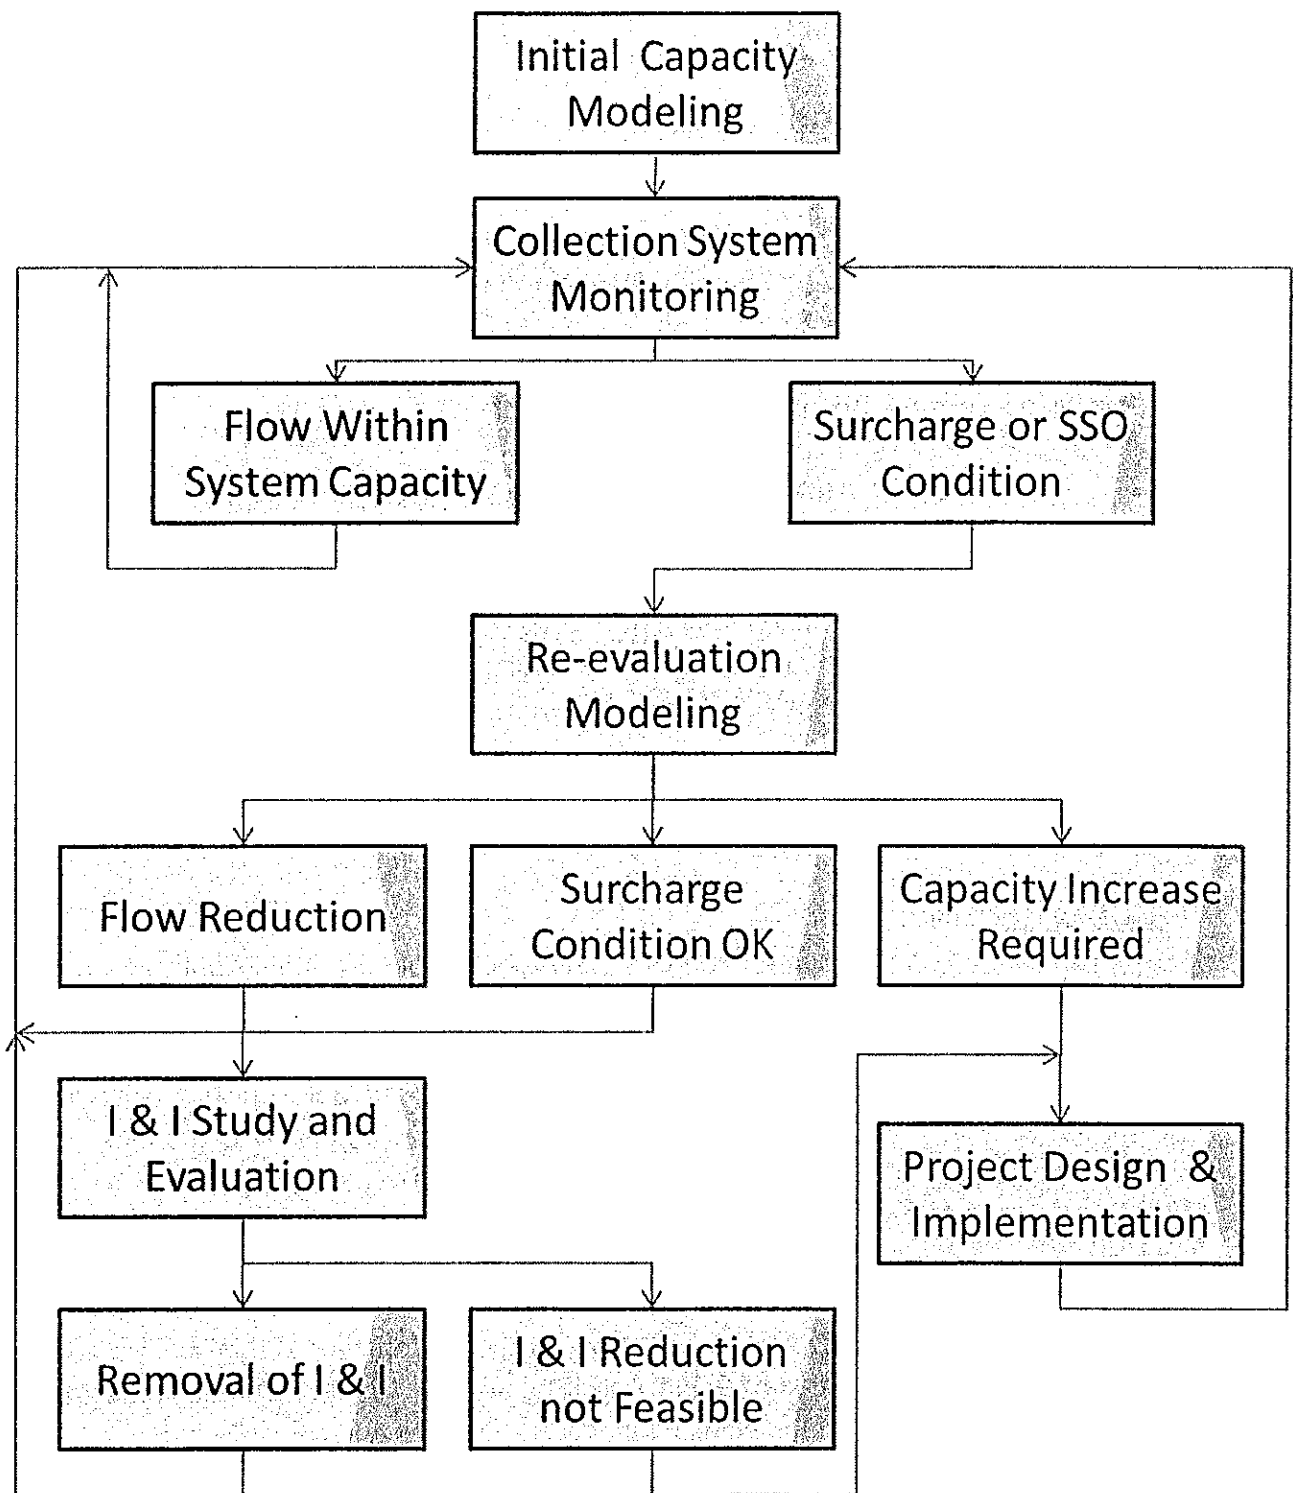 Initial Capacity
Modeling
Collection System
Monitoring
Flow Within
System Capacity
Surcharge or SSO
Condition
Re-evaluation
Modeling
Flow Reduction
Surcharge
Condition OK
Capacity Increase
Required
I & I Study and
Evaluation
Project Design &
Implementation
Removal of I & I
I & I Reduction
not Feasible